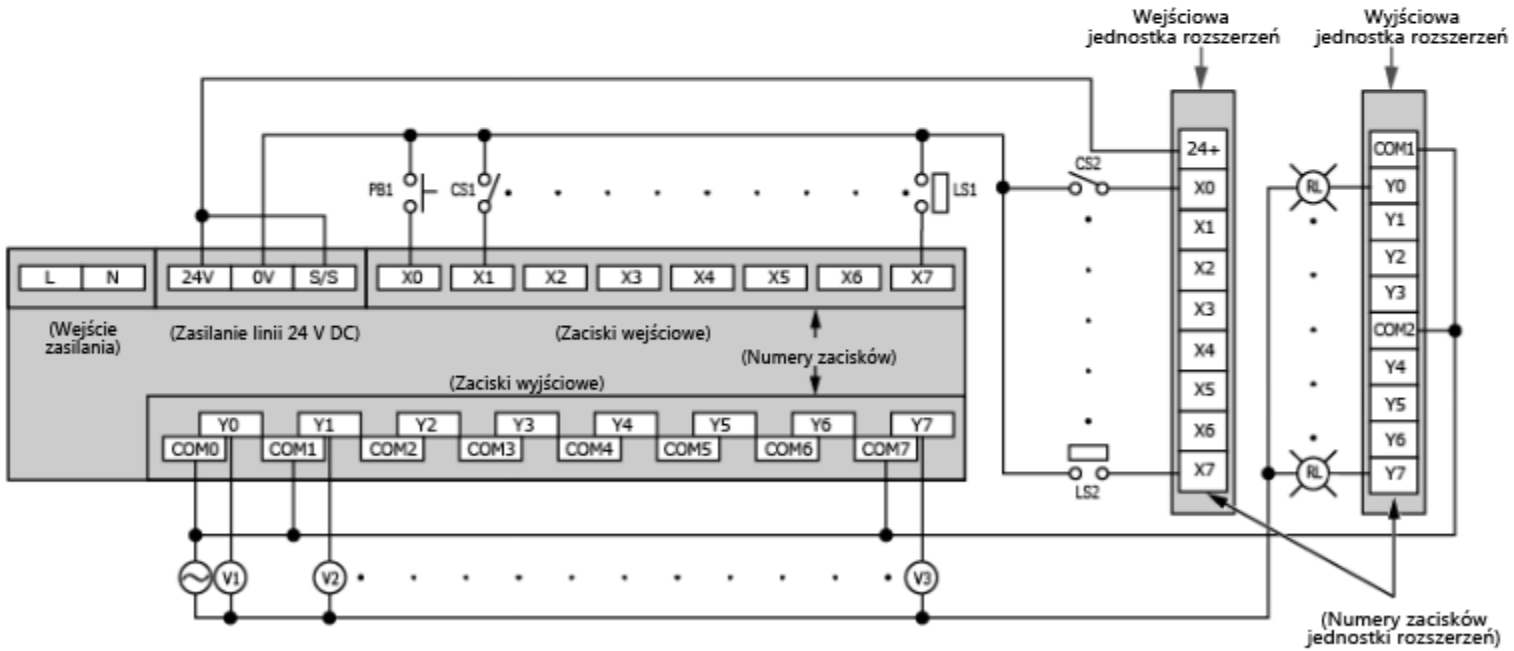 Wejściowa
jednostka rozszerzeń
Wyjściowa
jednostka rozszerzeń
PB1
CS1
LS1
CS2
LS2
24+
X0
X1
X2
X3
X4
X5
X6
X7
RL
RL
COM1
Y0
Y1
Y2
Y3
COM2
Y4
Y5
Y6
Y7
L N 24V 0V S/S X0 X1 X2 X3 X4 X5 X6 X7
(Wejście
zasilania)
(Zasilanie linii 24 V DC)
(Zaciski wejściowe)
(Numery zacisków)
(Zaciski wyjściowe)
Y0 Y1 Y2 Y3 Y4 Y5 Y6 Y7
COM0 COM1 COM2 COM3 COM4 COM5 COM6 COM7
V1 V2 V3
(Numery zacisków
jednostki rozszerzeń)